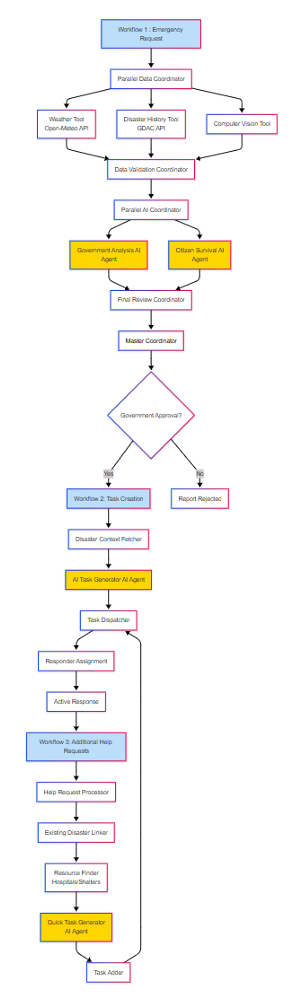 Workflow 1 : Emergency
Request
Parallel Data Coordinator
Weather Tool
Open-Meteo API
Disaster History Tool
GDAC API
Computer Vision Tool
Data Validation Coordinator
Parallel AI Coordinator
Government Analysis AI
Agent
Citizen Survival AI
Agent
Final Review Coordinator
Master Coordinator
Government Approval?
Yes
No
Workflow 2: Task Creation
Report Rejected
Disaster Context Fetcher
AI Task Generator AI Agent
Task Dispatcher
Responder Assignment
Active Response
Workflow 3: Additional Help
Requests
Help Request Processor
Existing Disaster Linker
Resource Finder
Hospitals/Shelters
Quick Task Generator
AI Agent
Task Adder